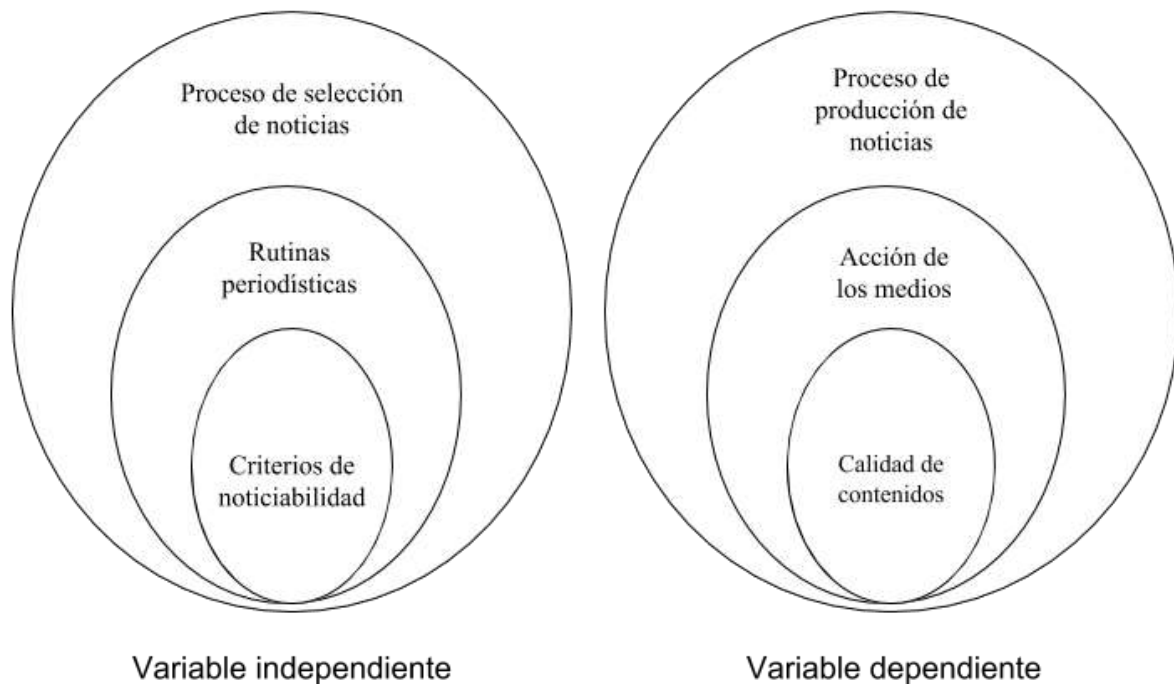 Proceso de selección
de noticias
Rutinas
periodísticas
Criterios de
noticiabilidad
Variable independiente
Proceso de
producción de
noticias
Acción de
los medios
Calidad de
contenidos
Variable dependiente